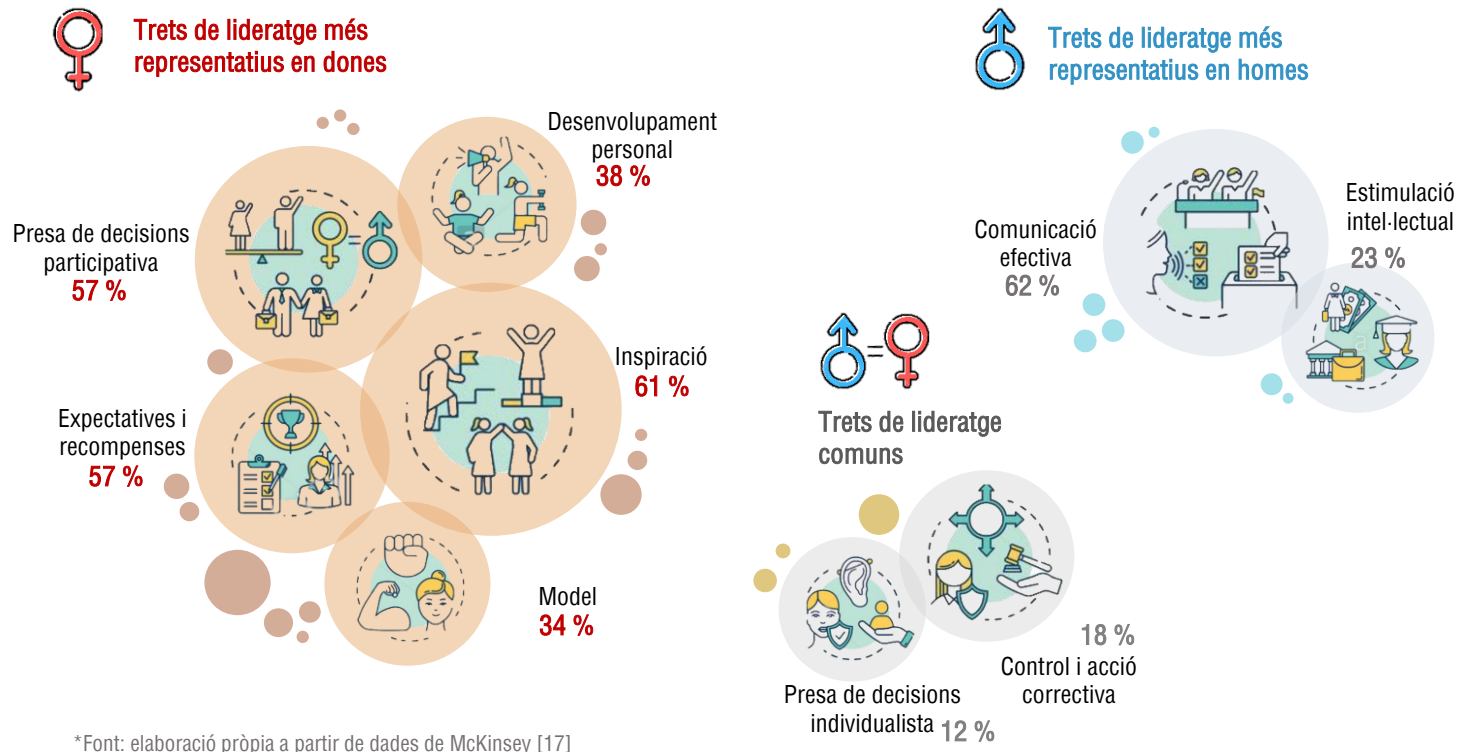 Trets de lideratge més
representatius en dones
Desenvolupament
personal
38 %
Presa de decisions
participativa
57 %
Inspiració
61 %
Expectatives i
recompenses
57 %
Model
34 %
Trets de lideratge més
representatius en homes
Comunicació
efectiva
62 %
Estimulació
intel·lectual
23 %
a
=
Trets de lideratge
comuns
18 %
Control i acció
correctiva
Presa de decisions
individualista 12 %
*Font: elaboració pròpia a partir de dades de McKinsey [17]